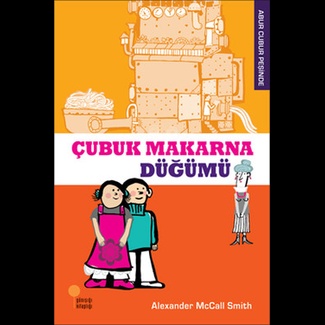 ABUR CUBUR PEŞİNDE
ÇUBUK MAKARNA
DÜĞÜMÜ
Alexander McCall Smith
günışığı
kitaplığı